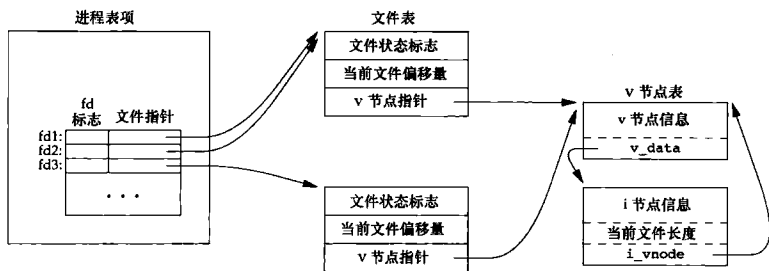 进程表项
fd
标志
文件指针
fd1:
fd2:
fd3:
...
文件表
文件状态标志
当前文件偏移量
v 节点指针
文件状态标志
当前文件偏移量
v 节点指针
v 节点表
v 节点信息
v_data
i 节点信息
当前文件长度
i_vnode